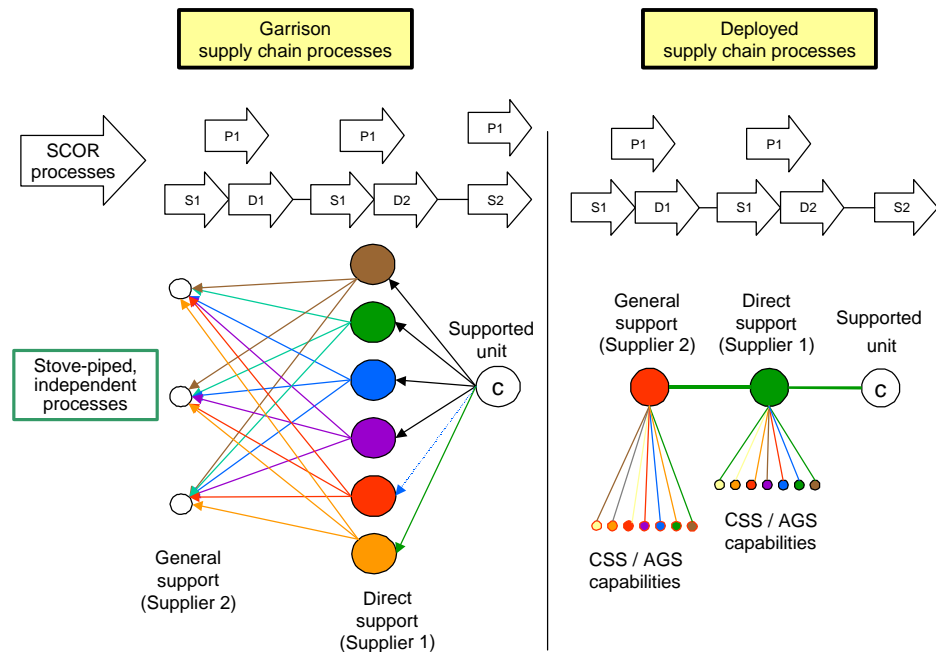 Garrison
supply chain processes
Deployed
supply chain processes
SCOR
processes
P1
P1
P1
S1
D1
S1
D2
S2
P1
P1
S1
D1
S1
D2
S2
Stove-piped,
independent
processes
Supported
unit
C
General
support
(Supplier 2)
Direct
support
(Supplier 1)
General
support
(Supplier 2)
Direct
support
(Supplier 1)
Supported
unit
C
CSS / AGS
capabilities
CSS / AGS
capabilities